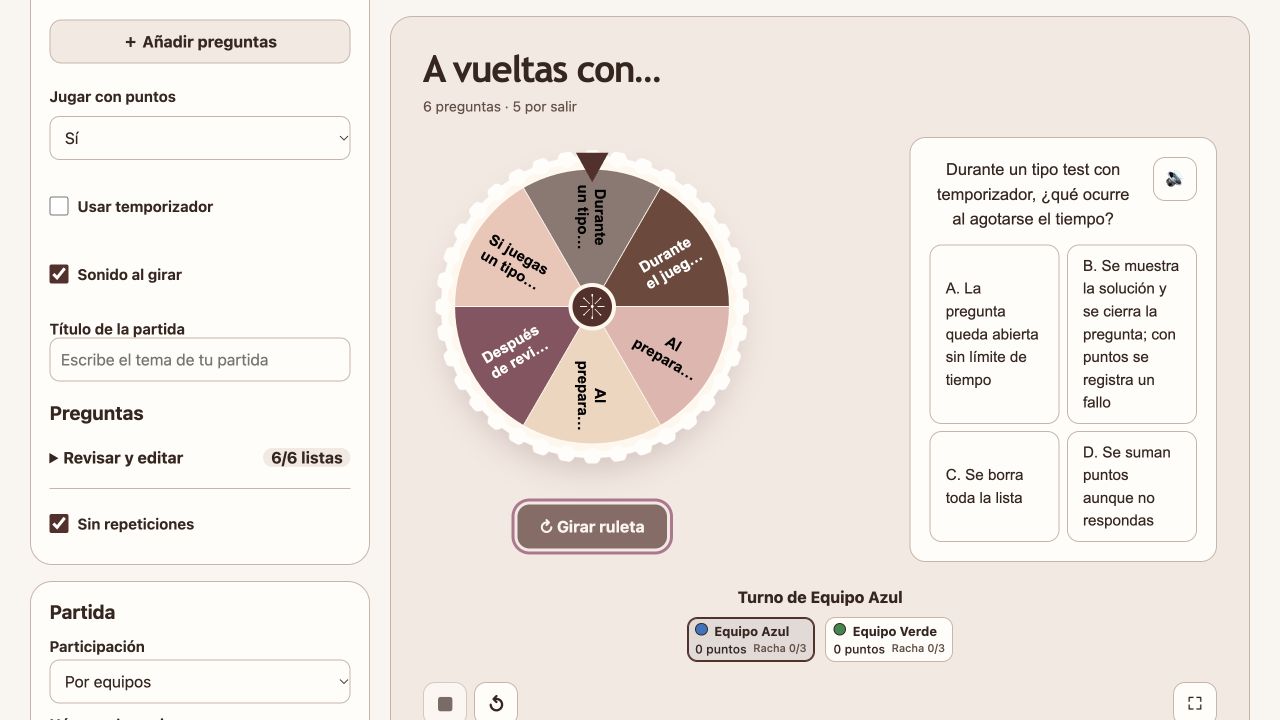 + Añadir preguntas
Jugar con puntos
Sí
Usar temporizador
Sonido al girar
Título de la partida
Escribe el tema de tu partida
Preguntas
Revisar y editar
6/6 listas
Sin repeticiones
Partida
Participación
Por equipos
A vueltas con...
6 preguntas · 5 por salir
Durante
un tipo...
Durante
el jueg...
Al
prepara...
Al
prepara...
Después
de revi...
Si juegas
un tipo...
↻ Girar ruleta
Durante un tipo test con
temporizador, ¿qué ocurre
al agotarse el tiempo?
A. La
pregunta
queda abierta
sin límite de
tiempo
B. Se muestra
la solución y
se cierra la
pregunta; con
puntos se
registra un
fallo
C. Se borra
toda la lista
D. Se suman
puntos
aunque no
respondas
Turno de Equipo Azul
Equipo Azul
0 puntos Racha 0/3
Equipo Verde
0 puntos Racha 0/3